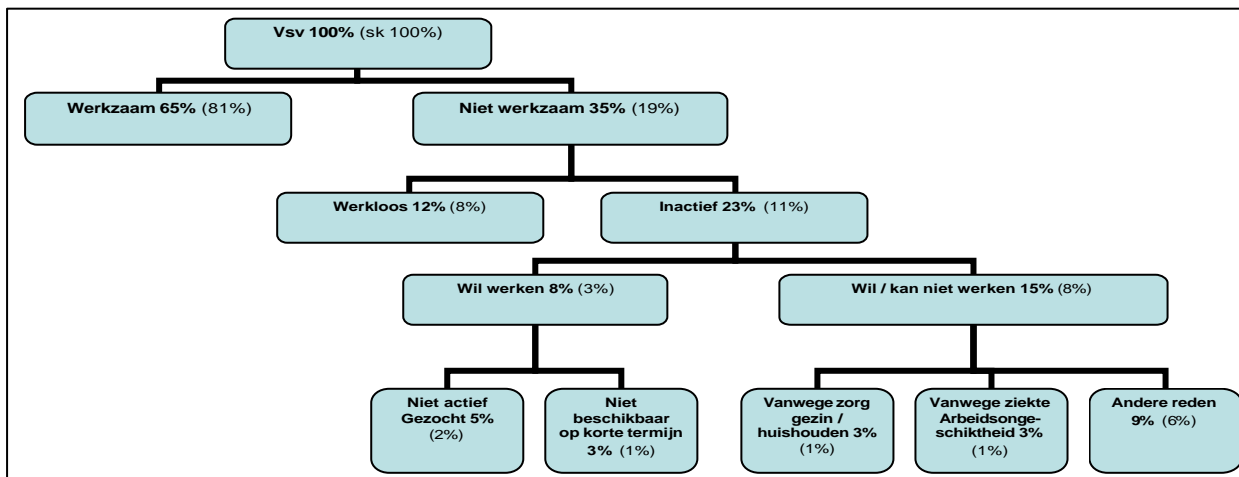 Vsv 100% (sk 100%)
Werkzaam 65% (81%)
Niet werkzaam 35% (19%)
Werkloos 12% (8%)
Inactief 23% (11%)
Wil werken 8% (3%)
Wil / kan niet werken 15% (8%)
Niet actief
Gezocht 5%
(2%)
Niet
beschikbaar
op korte termijn
3% (1%)
Vanwege zorg
gezin /
huishouden 3%
(1%)
Vanwege ziekte
Arbeidsonge-
schiktheid 3%
(1%)
Andere reden
9% (6%)